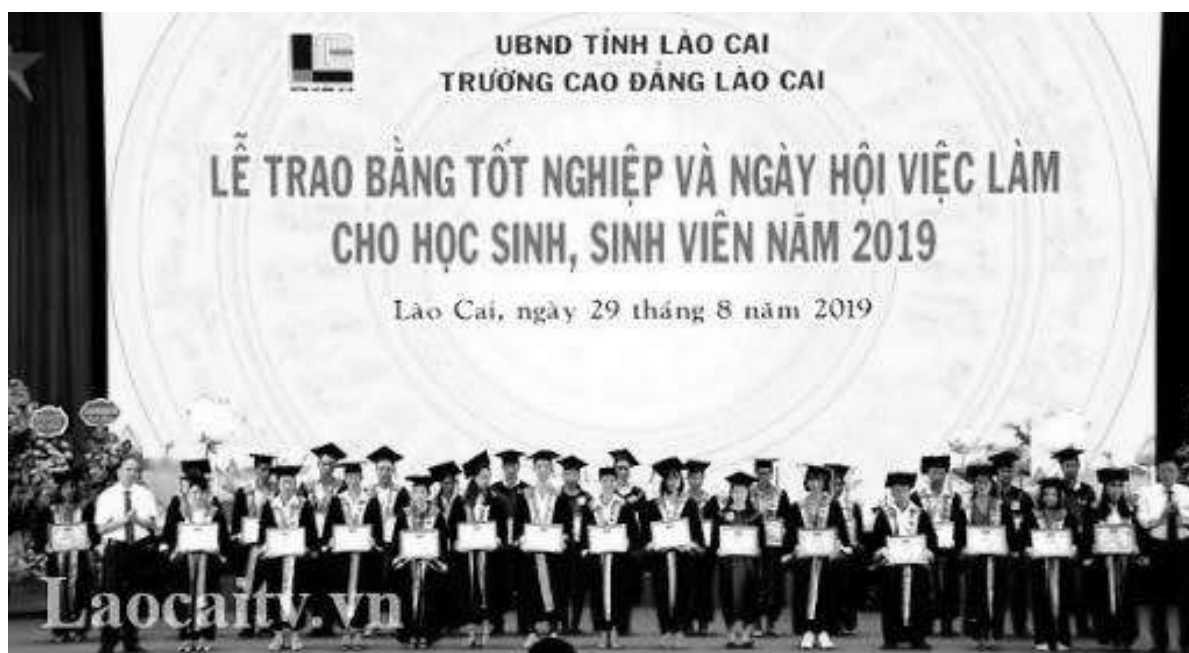 UBND TỈNH LÀO CAI
TRƯỜNG CAO ĐẲNG LÀO CAI
LỄ TRAO BẰNG TỐT NGHIỆP VÀ NGÀY HỘI VIỆC LÀM
CHO HỌC SINH, SINH VIÊN NĂM 2019
Lào Cai, ngày 29 tháng 8 năm 2019
Laocaitv.vn